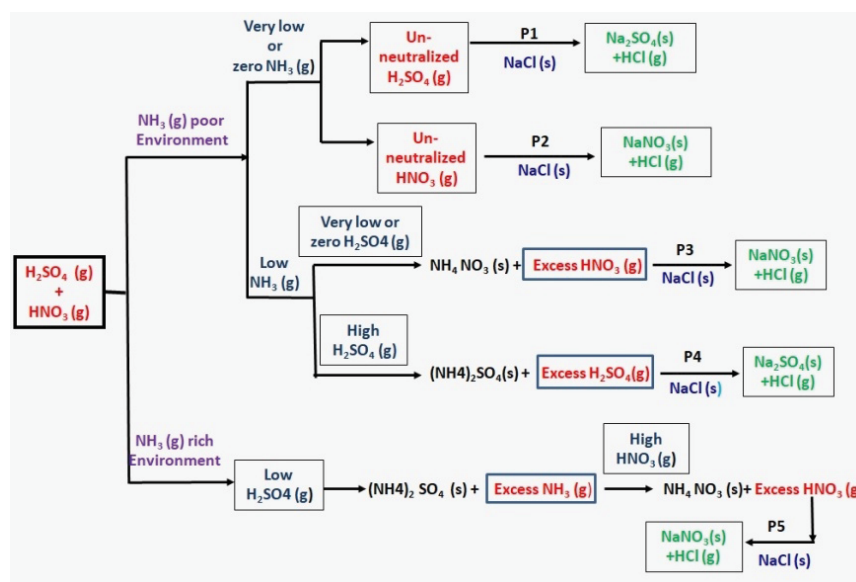 Very low
or
zero NH₃ (g)
Un-
neutralized
H₂SO₄ (g)
P1
NaCl (s)
Na₂SO₄(s)
+HCl (g)
NH₃ (g) poor
Environment
Un-
neutralized
HNO₃ (g)
P2
NaCl (s)
NaNO₃(s)
+HCl (g)
Very low or
zero H₂SO4 (g)
H₂SO₄ (g)
+
HNO₃ (g)
Low
NH₃ (g)
NH₄ NO₃ (s) + Excess HNO₃ (g)
P3
NaCl (s)
NaNO₃(s)
+HCl (g)
High
H₂SO₄ (g)
(NH4)₂SO₄(s) + Excess H₂SO₄(g)
P4
NaCl (s)
Na₂SO₄(s)
+HCl (g)
NH₃ (g) rich
Environment
Low
H₂SO4 (g)
(NH4)₂ SO₄ (s) + Excess NH₃ (g)
High
HNO₃(g)
NH₄ NO₃ (s)+ Excess HNO₃ (g
P5
NaCl (s)
NaNO₃(s)
+HCl (g)